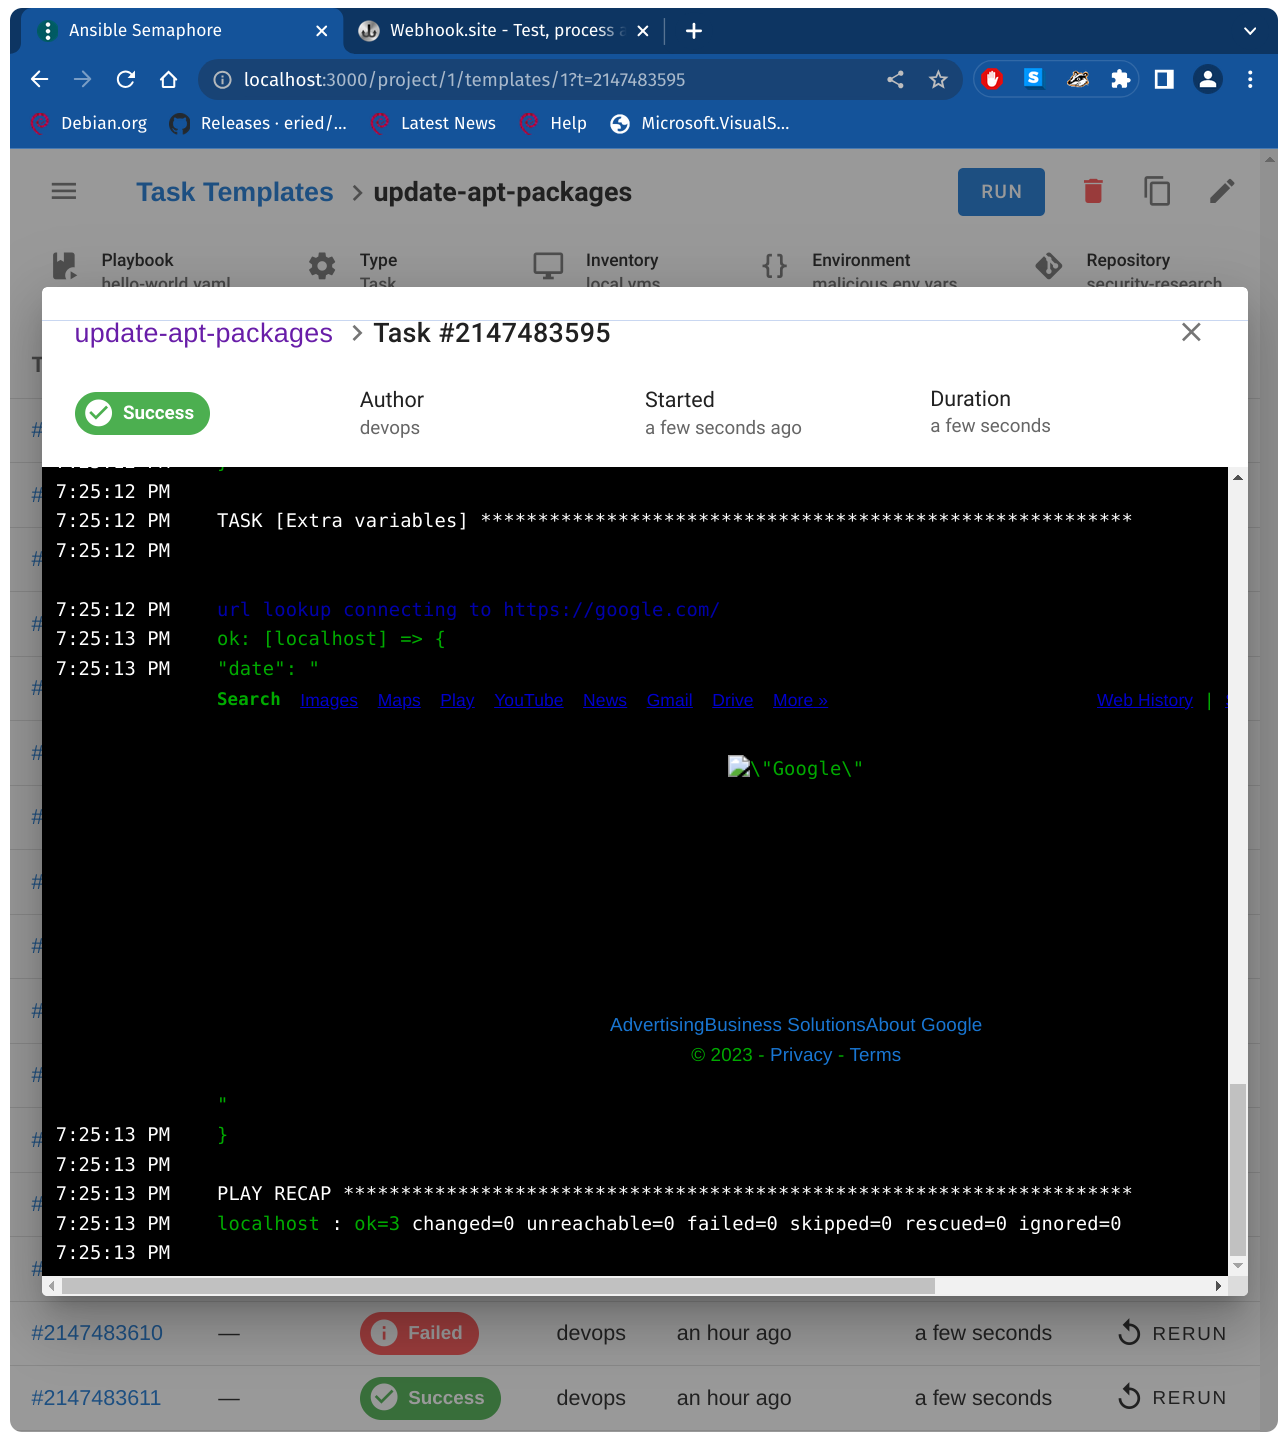 Ansible Semaphore
Webhook.site - Test, process a
localhost:3000/project/1/templates/1?t=2147483595
Debian.org Releases · eried/... Latest News Help Microsoft.VisualS...
Task Templates > update-apt-packages RUN
Playbook Type Inventory Environment Repository
hello-world.yaml Task local vms malicious env vars security-research
update-apt-packages > Task #2147483595
Success
Author
devops
Started
a few seconds ago
Duration
a few seconds
7:25:12 PM }
7:25:12 PM
7:25:12 PM TASK [Extra variables] *********************************************************
7:25:12 PM
7:25:12 PM url lookup connecting to https://google.com/
7:25:13 PM ok: [localhost] => {
7:25:13 PM "date": "
Search Images Maps Play YouTube News Gmail Drive More » Web History |
\"Google\"
AdvertisingBusiness SolutionsAbout Google
© 2023 - Privacy - Terms
"
7:25:13 PM }
7:25:13 PM
7:25:13 PM PLAY RECAP *********************************************************************
7:25:13 PM localhost : ok=3 changed=0 unreachable=0 failed=0 skipped=0 rescued=0 ignored=0
7:25:13 PM
#2147483610 — Failed devops an hour ago a few seconds RERUN
#2147483611 — Success devops an hour ago a few seconds RERUN